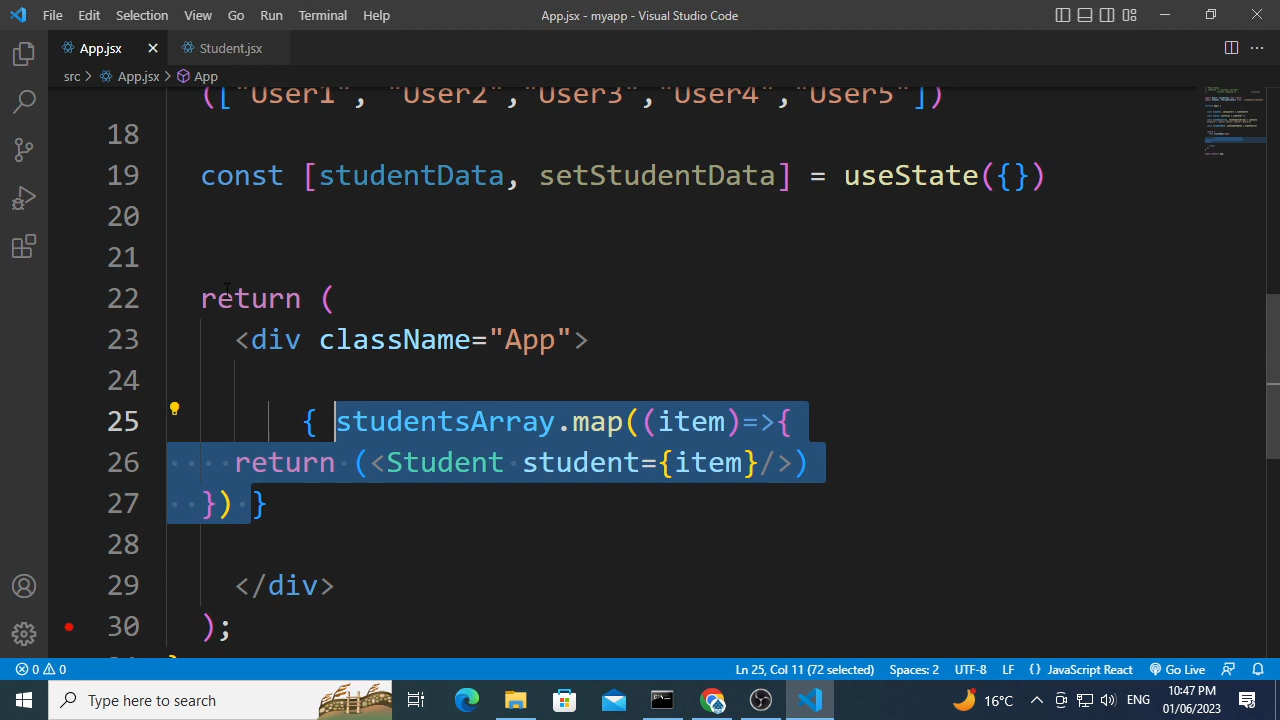 File Edit Selection View Go Run Terminal Help App.jsx - myapp - Visual Studio Code
App.jsx Student.jsx
src > App.jsx > App
(["User1", "User2","User3","User4","User5"])
18
19 const [studentData, setStudentData] = useState({})
20
21
22 return (
23 <div className="App">
24
25 { studentsArray.map((item)=>{
26 return (<Student student={item}/>)
27 }) }
28
29 </div>
30 );
}
0 0 Ln 25, Col 11 (72 selected) Spaces: 2 UTF-8 LF {} JavaScript React Go Live
Type here to search 16°C ENG 10:47 PM
01/06/2023